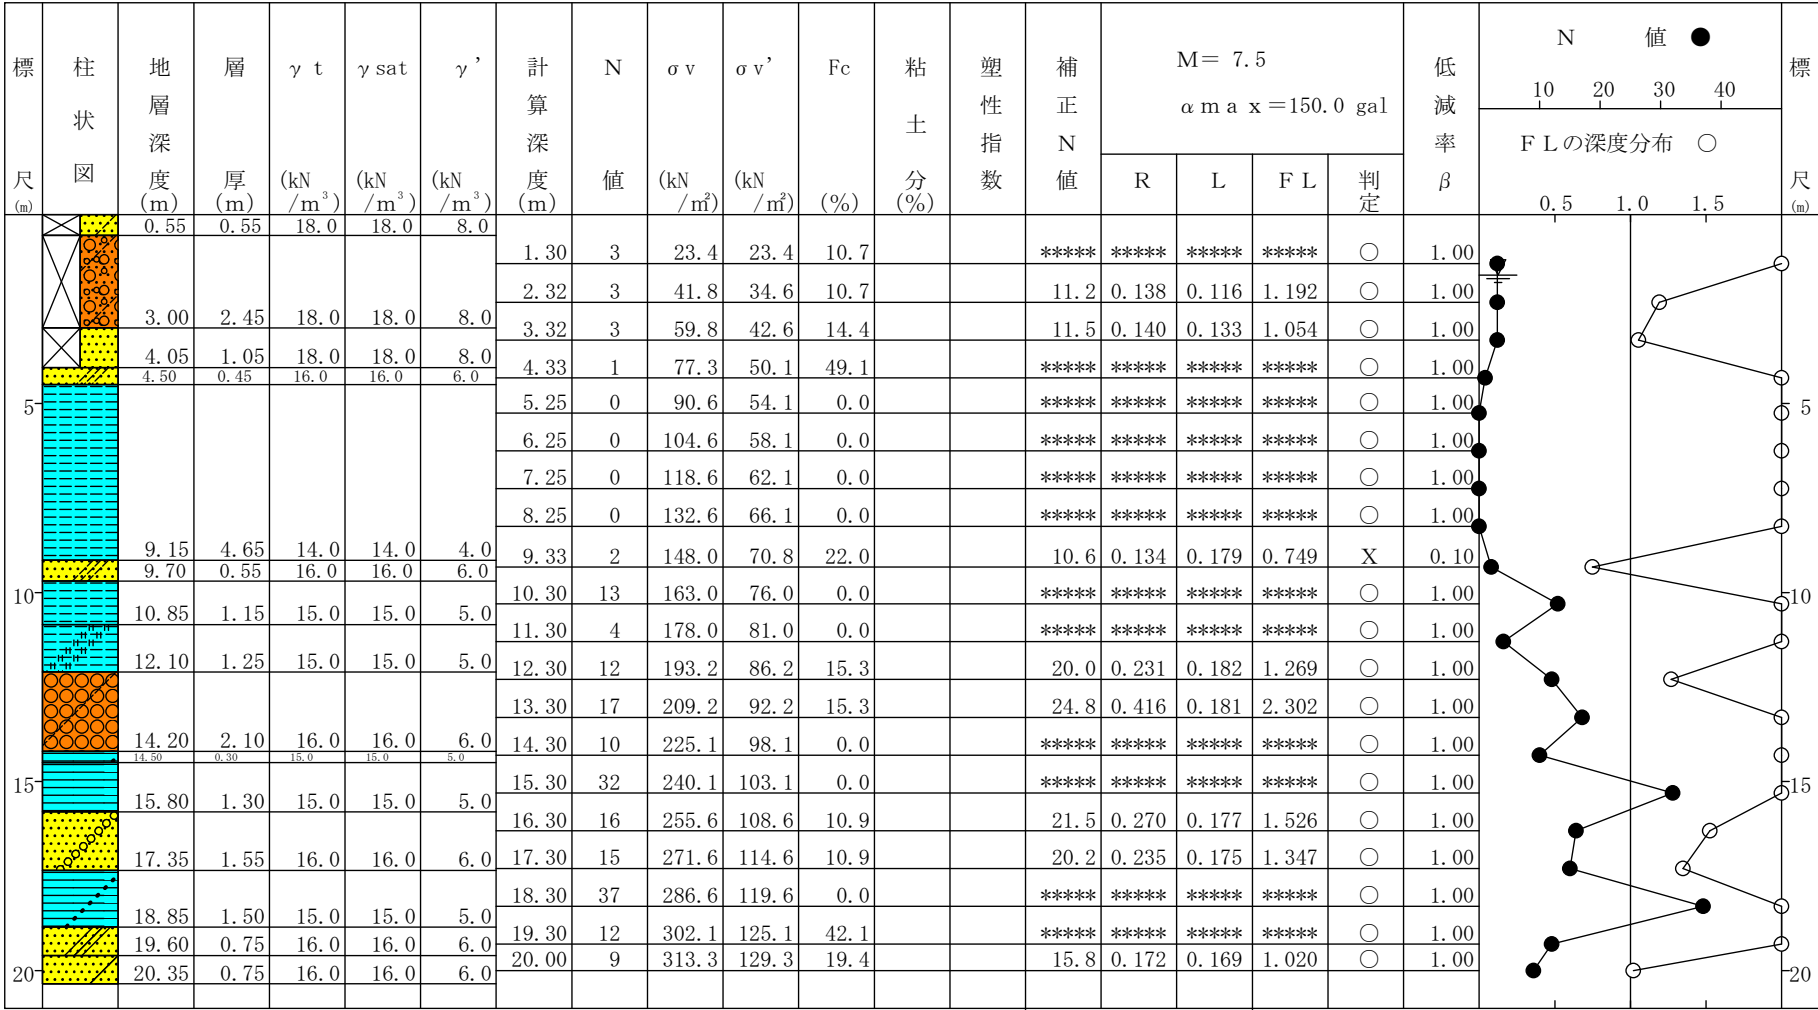 標尺(m) 柱状図 地層深度(m) 層厚(m) γt(kN/m³) γsat(kN/m³) γ'(kN/m³) 計算深度(m) N値 σv(kN/㎡) σv'(kN/㎡) Fc(%) 粘土分(%) 塑性指数 補正N値 M= 7.5 αmax=150.0 gal R L FL 判定 低減率β N値 ● 10 20 30 40 FLの深度分布 ○ 0.5 1.0 1.5 標尺(m)
0.55 0.55 18.0 18.0 8.0
1.30 3 23.4 23.4 10.7 ***** ***** ***** ***** ○ 1.00
2.32 3 41.8 34.6 10.7 11.2 0.138 0.116 1.192 ○ 1.00
3.00 2.45 18.0 18.0 8.0
3.32 3 59.8 42.6 14.4 11.5 0.140 0.133 1.054 ○ 1.00
4.05 1.05 18.0 18.0 8.0
4.33 1 77.3 50.1 49.1 ***** ***** ***** ***** ○ 1.00
4.50 0.45 16.0 16.0 6.0
5 5.25 0 90.6 54.1 0.0 ***** ***** ***** ***** ○ 1.00 5
6.25 0 104.6 58.1 0.0 ***** ***** ***** ***** ○ 1.00
7.25 0 118.6 62.1 0.0 ***** ***** ***** ***** ○ 1.00
8.25 0 132.6 66.1 0.0 ***** ***** ***** ***** ○ 1.00
9.15 4.65 14.0 14.0 4.0
9.33 2 148.0 70.8 22.0 10.6 0.134 0.179 0.749 X 0.10
9.70 0.55 16.0 16.0 6.0
10 10.30 13 163.0 76.0 0.0 ***** ***** ***** ***** ○ 1.00 10
10.85 1.15 15.0 15.0 5.0
11.30 4 178.0 81.0 0.0 ***** ***** ***** ***** ○ 1.00
12.10 1.25 15.0 15.0 5.0
12.30 12 193.2 86.2 15.3 20.0 0.231 0.182 1.269 ○ 1.00
13.30 17 209.2 92.2 15.3 24.8 0.416 0.181 2.302 ○ 1.00
14.20 2.10 16.0 16.0 6.0
14.30 10 225.1 98.1 0.0 ***** ***** ***** ***** ○ 1.00
14.50 0.30 15.0 15.0 5.0
15 15.30 32 240.1 103.1 0.0 ***** ***** ***** ***** ○ 1.00 15
15.80 1.30 15.0 15.0 5.0
16.30 16 255.6 108.6 10.9 21.5 0.270 0.177 1.526 ○ 1.00
17.35 1.55 16.0 16.0 6.0
17.30 15 271.6 114.6 10.9 20.2 0.235 0.175 1.347 ○ 1.00
18.30 37 286.6 119.6 0.0 ***** ***** ***** ***** ○ 1.00
18.85 1.50 15.0 15.0 5.0
19.30 12 302.1 125.1 42.1 ***** ***** ***** ***** ○ 1.00
19.60 0.75 16.0 16.0 6.0
20.00 9 313.3 129.3 19.4 15.8 0.172 0.169 1.020 ○ 1.00
20 20.35 0.75 16.0 16.0 6.0 20